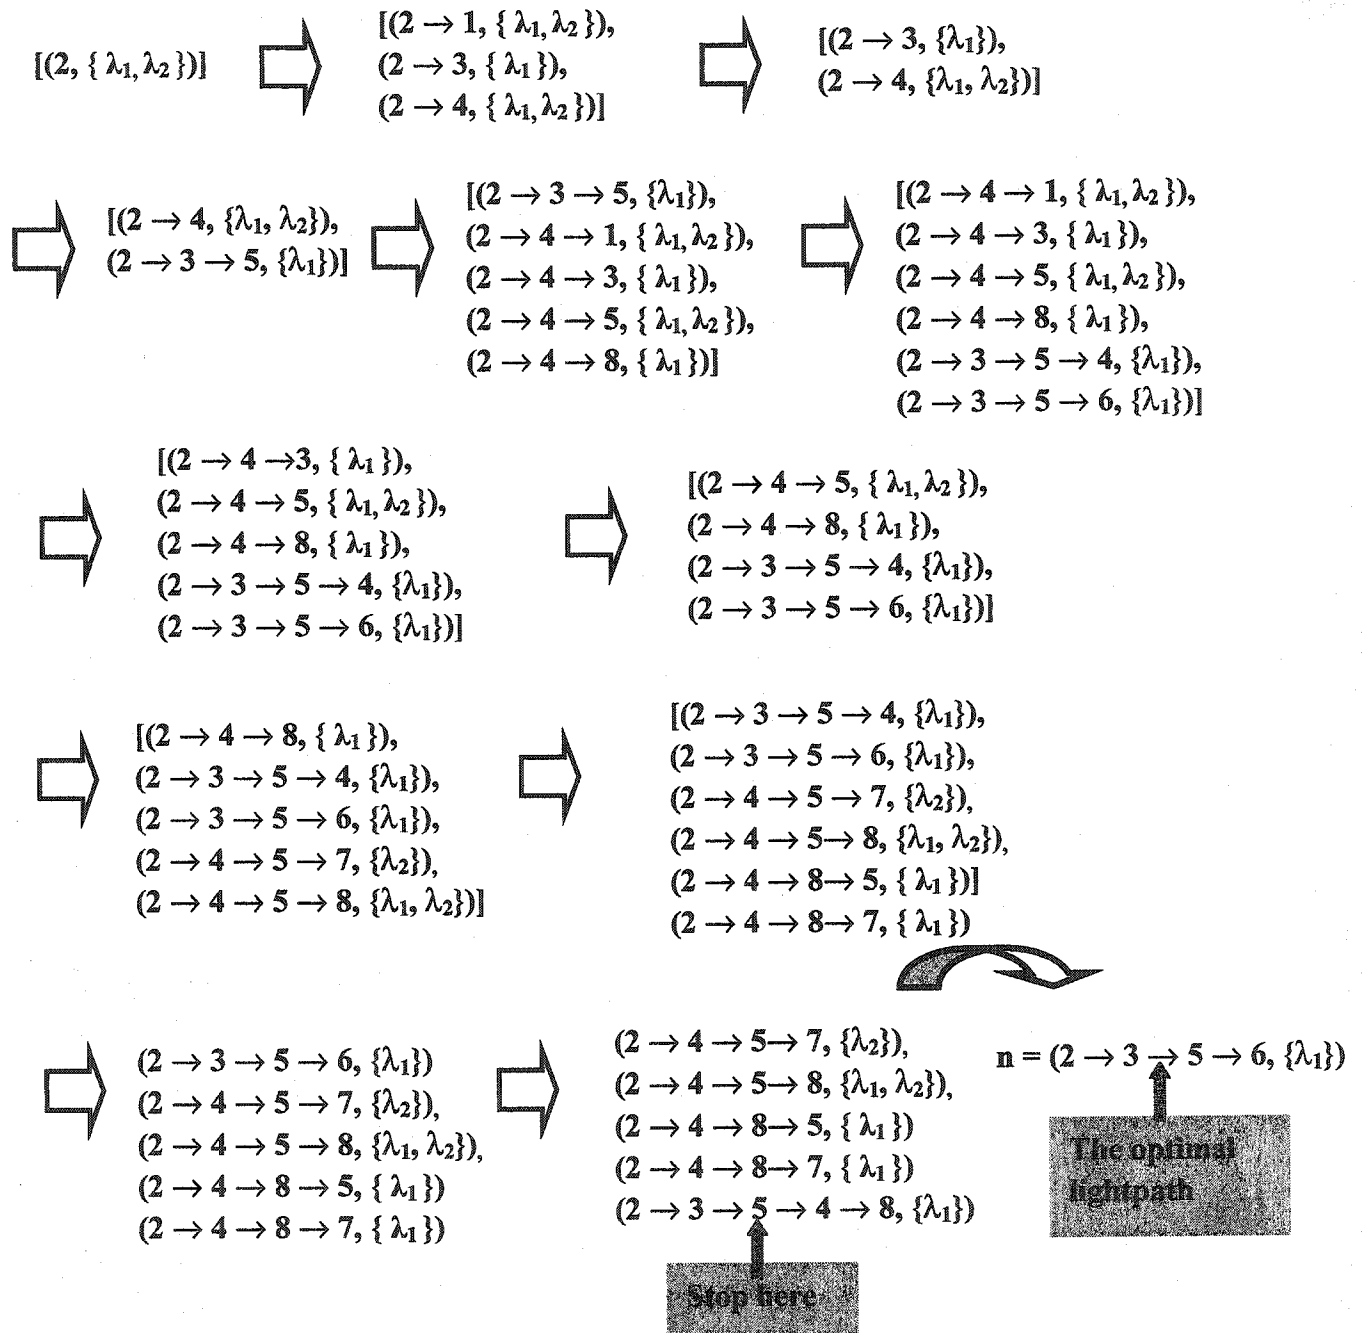 [(2, { λ1, λ2 })]
[(2 → 1, { λ1, λ2 }),
(2 → 3, { λ1 }),
(2 → 4, { λ1, λ2 })]
[(2 → 3, {λ1}),
(2 → 4, {λ1, λ2})]
[(2 → 4, {λ1, λ2}),
(2 → 3 → 5, {λ1})]
[(2 → 3 → 5, {λ1}),
(2 → 4 → 1, { λ1, λ2 }),
(2 → 4 → 3, { λ1 }),
(2 → 4 → 5, { λ1, λ2 }),
(2 → 4 → 8, { λ1 })]
[(2 → 4 → 1, { λ1, λ2 }),
(2 → 4 → 3, { λ1 }),
(2 → 4 → 5, { λ1, λ2 }),
(2 → 4 → 8, { λ1 }),
(2 → 3 → 5 → 4, {λ1}),
(2 → 3 → 5 → 6, {λ1})]
[(2 → 4 →3, { λ1 }),
(2 → 4 → 5, { λ1, λ2 }),
(2 → 4 → 8, { λ1 }),
(2 → 3 → 5 → 4, {λ1}),
(2 → 3 → 5 → 6, {λ1})]
[(2 → 4 → 5, { λ1, λ2 }),
(2 → 4 → 8, { λ1 }),
(2 → 3 → 5 → 4, {λ1}),
(2 → 3 → 5 → 6, {λ1})]
[(2 → 4 → 8, { λ1 }),
(2 → 3 → 5 → 4, {λ1}),
(2 → 3 → 5 → 6, {λ1}),
(2 → 4 → 5 → 7, {λ2}),
(2 → 4 → 5 → 8, {λ1, λ2})]
[(2 → 3 → 5 → 4, {λ1}),
(2 → 3 → 5 → 6, {λ1}),
(2 → 4 → 5 → 7, {λ2}),
(2 → 4 → 5→ 8, {λ1, λ2}),
(2 → 4 → 8→ 5, { λ1 })]
(2 → 4 → 8→ 7, { λ1 })
(2 → 3 → 5 → 6, {λ1})
(2 → 4 → 5 → 7, {λ2}),
(2 → 4 → 5 → 8, {λ1, λ2}),
(2 → 4 → 8 → 5, { λ1 })
(2 → 4 → 8 → 7, { λ1 })
(2 → 4 → 5→ 7, {λ2}),
(2 → 4 → 5→ 8, {λ1, λ2}),
(2 → 4 → 8→ 5, { λ1 })
(2 → 4 → 8→ 7, { λ1 })
(2 → 3 → 5 → 4 → 8, {λ1})
Stop here
n = (2 → 3 → 5 → 6, {λ1})
The optimal
lightpath